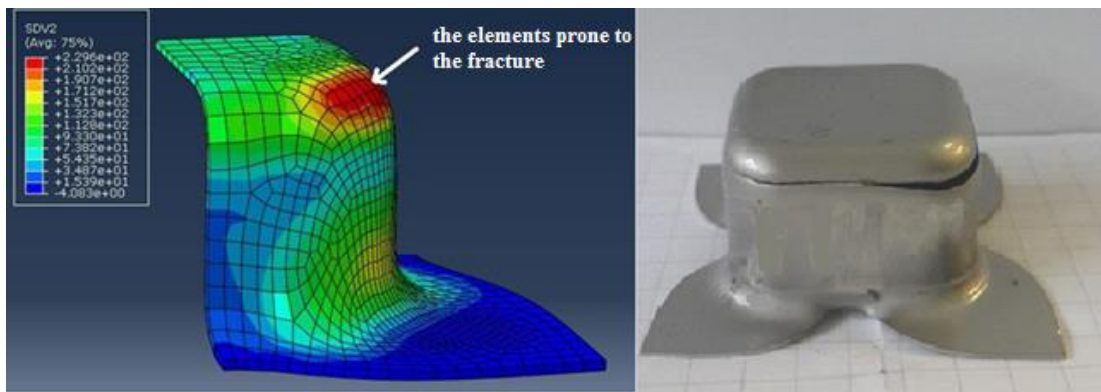 SDV2
(Avg: 75%)
+2.296e+02
+2.102e+02
+1.907e+02
+1.712e+02
+1.517e+02
+1.323e+02
+1.128e+02
+9.330e+01
+7.382e+01
+5.435e+01
+3.487e+01
+1.539e+01
-4.083e+00
the elements prone to
the fracture